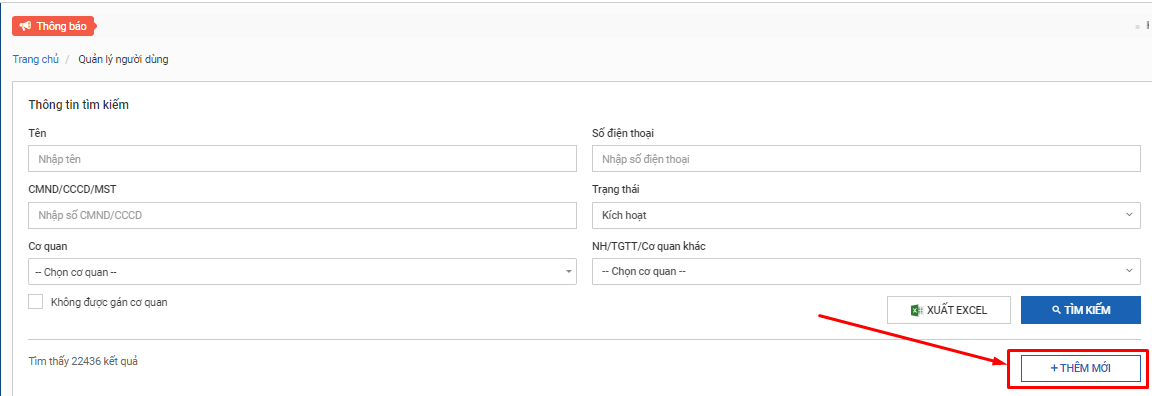 Thông báo
Trang chủ / Quản lý người dùng
Thông tin tìm kiếm
Tên
Số điện thoại
Nhập tên
Nhập số điện thoại
CMND/CCCD/MST
Trạng thái
Nhập số CMND/CCCD
Kích hoạt
Cơ quan
NH/TGTT/Cơ quan khác
-- Chọn cơ quan --
-- Chọn cơ quan --
Không được gán cơ quan
XUẤT EXCEL
TÌM KIẾM
Tìm thấy 22436 kết quả
+ THÊM MỚI